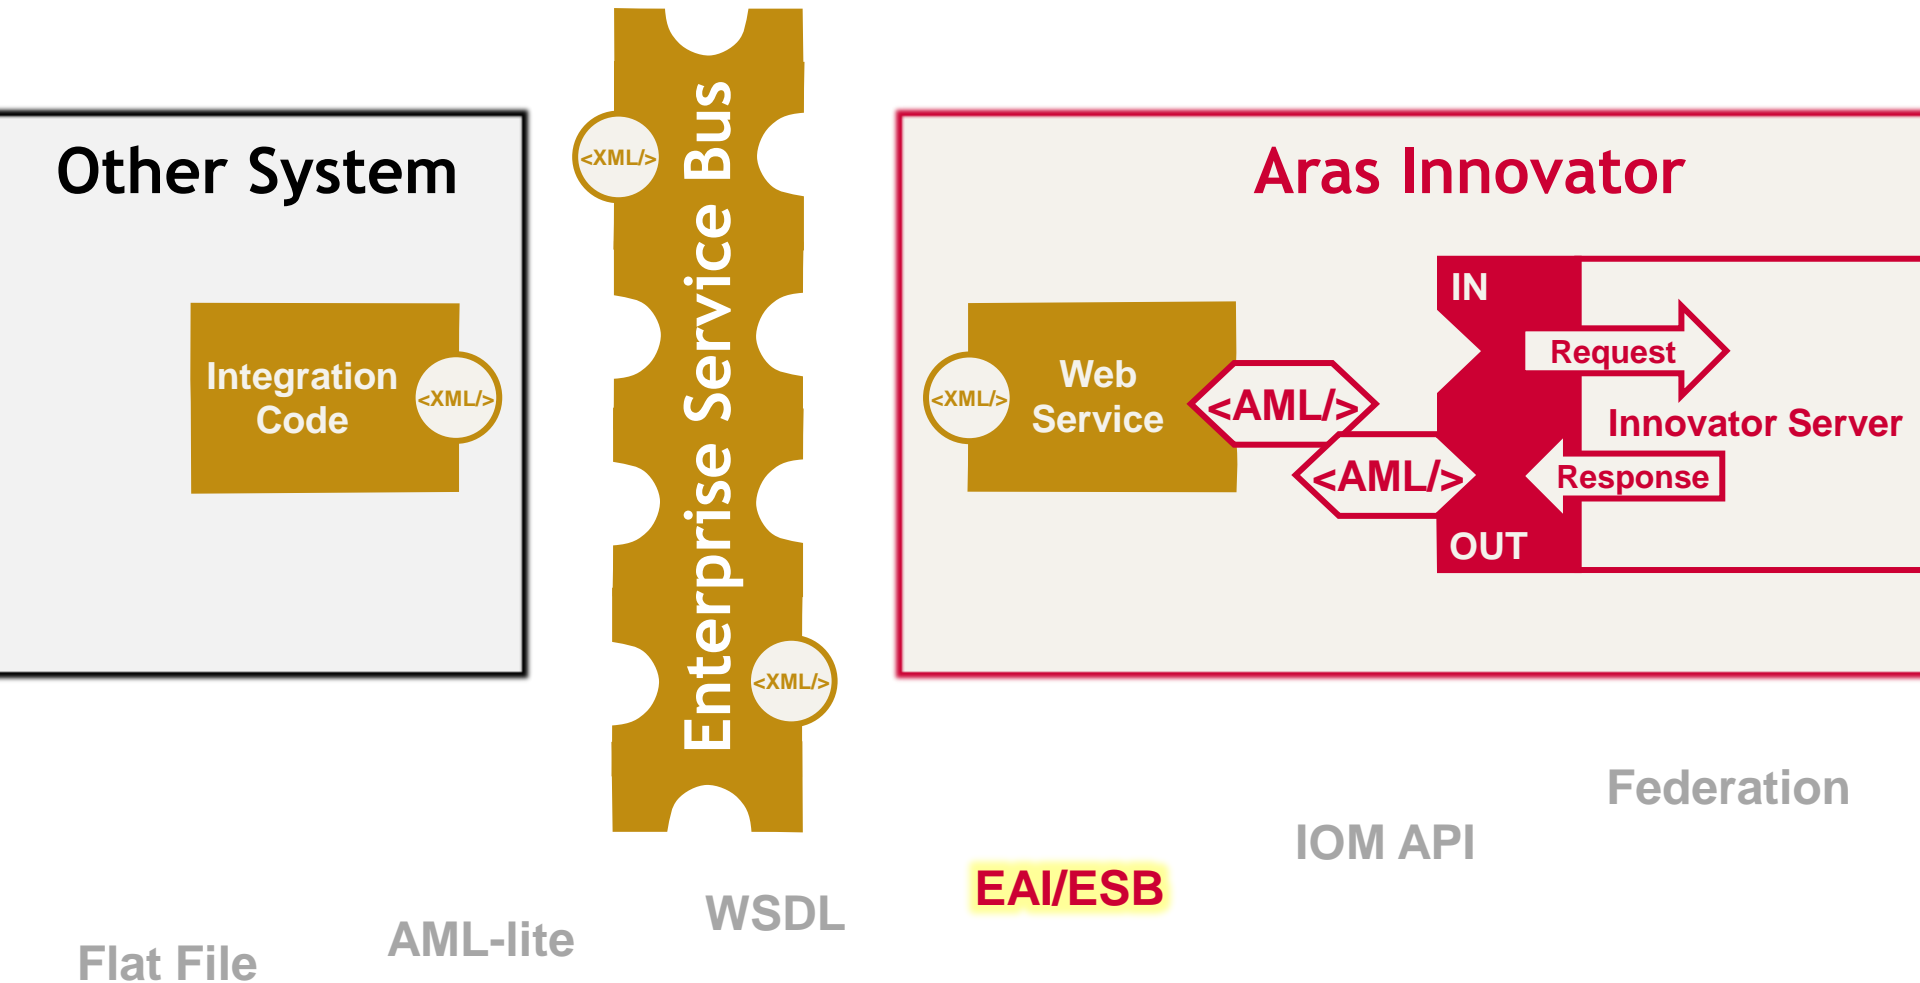 Other System
Integration
Code
<XML/>
<XML/>
Enterprise Service Bus
<XML/>
Aras Innovator
<XML/>
Web
Service
<AML/>
<AML/>
IN
Request
Innovator Server
Response
OUT
Flat File
AML-lite
WSDL
EAI/ESB
IOM API
Federation